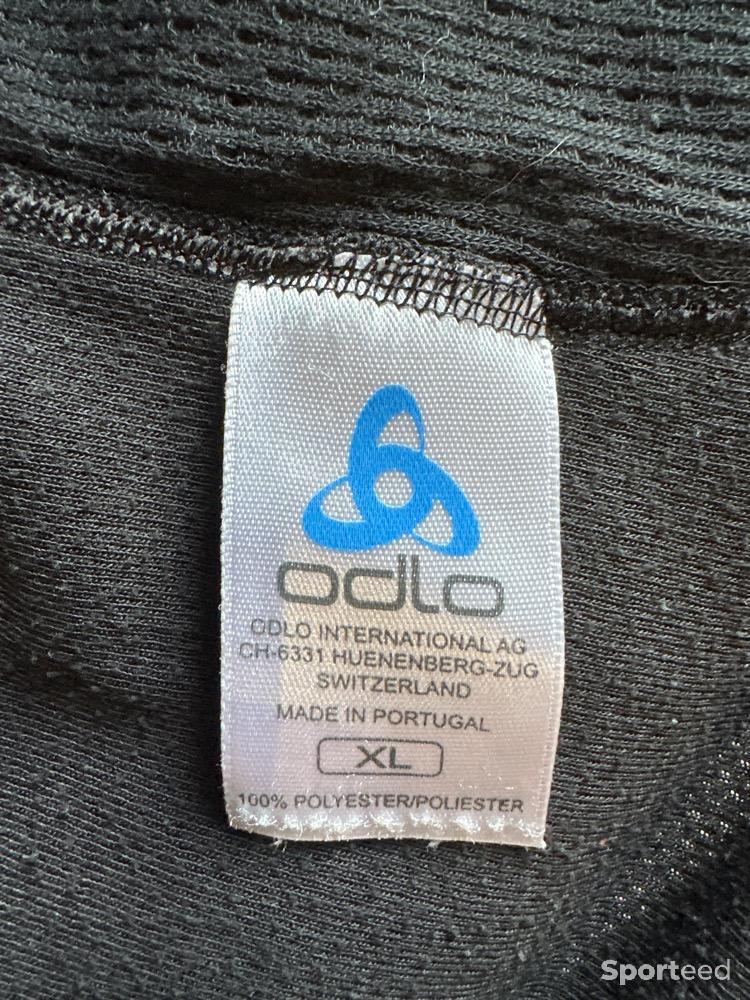 odlo
ODLO INTERNATIONAL AG
CH-6331 HUENENBERG-ZUG
SWITZERLAND
MADE IN PORTUGAL
XL
100% POLYESTER/POLIESTER
Sporteed